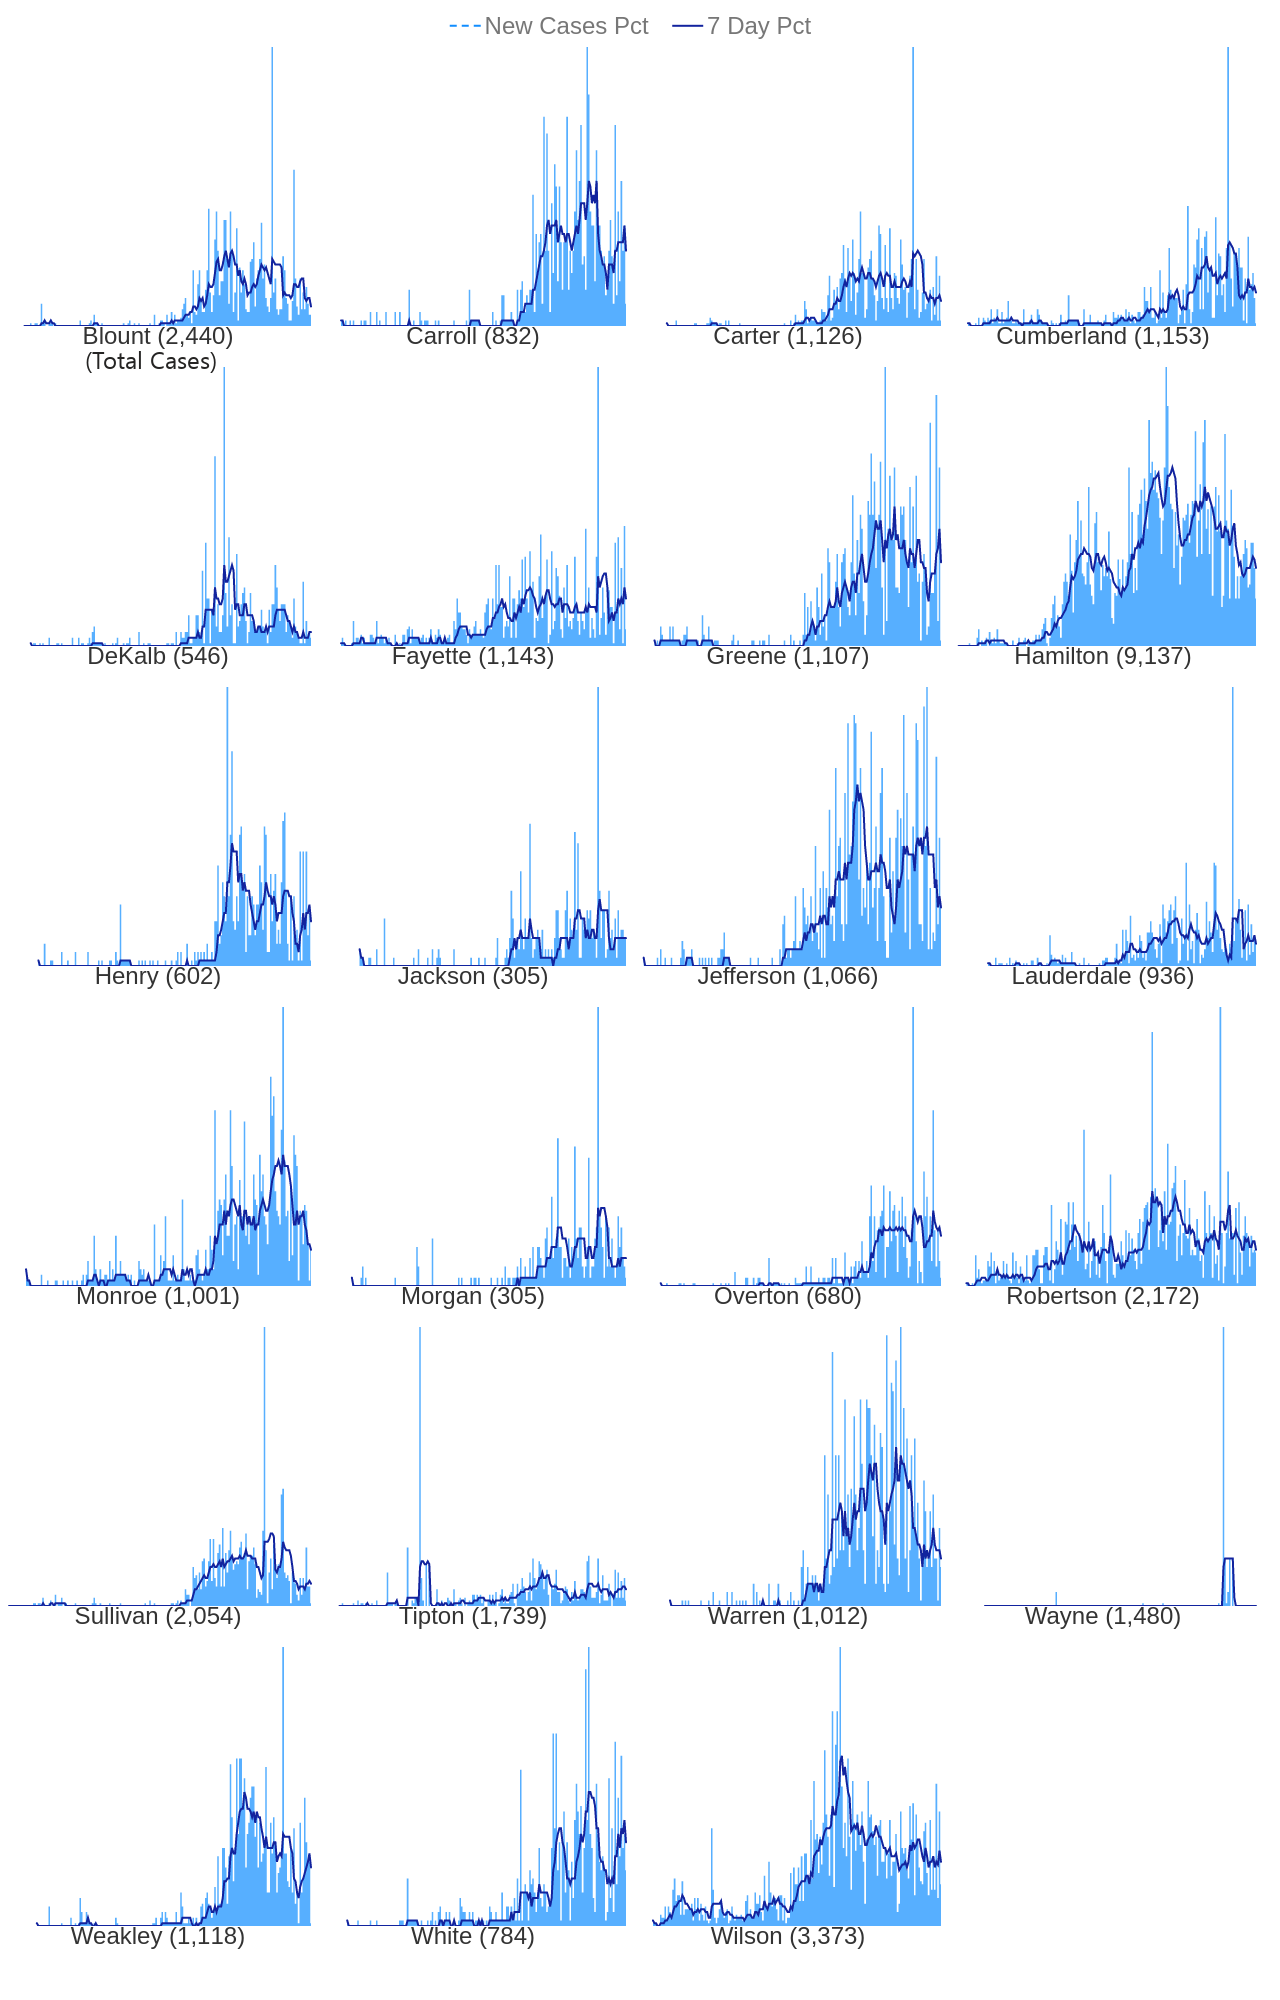 New Cases Pct 7 Day Pct
Blount (2,440) Carroll (832) Carter (1,126) Cumberland (1,153)
(Total Cases)
DeKalb (546) Fayette (1,143) Greene (1,107) Hamilton (9,137)
Henry (602) Jackson (305) Jefferson (1,066) Lauderdale (936)
Monroe (1,001) Morgan (305) Overton (680) Robertson (2,172)
Sullivan (2,054) Tipton (1,739) Warren (1,012) Wayne (1,480)
Weakley (1,118) White (784) Wilson (3,373)